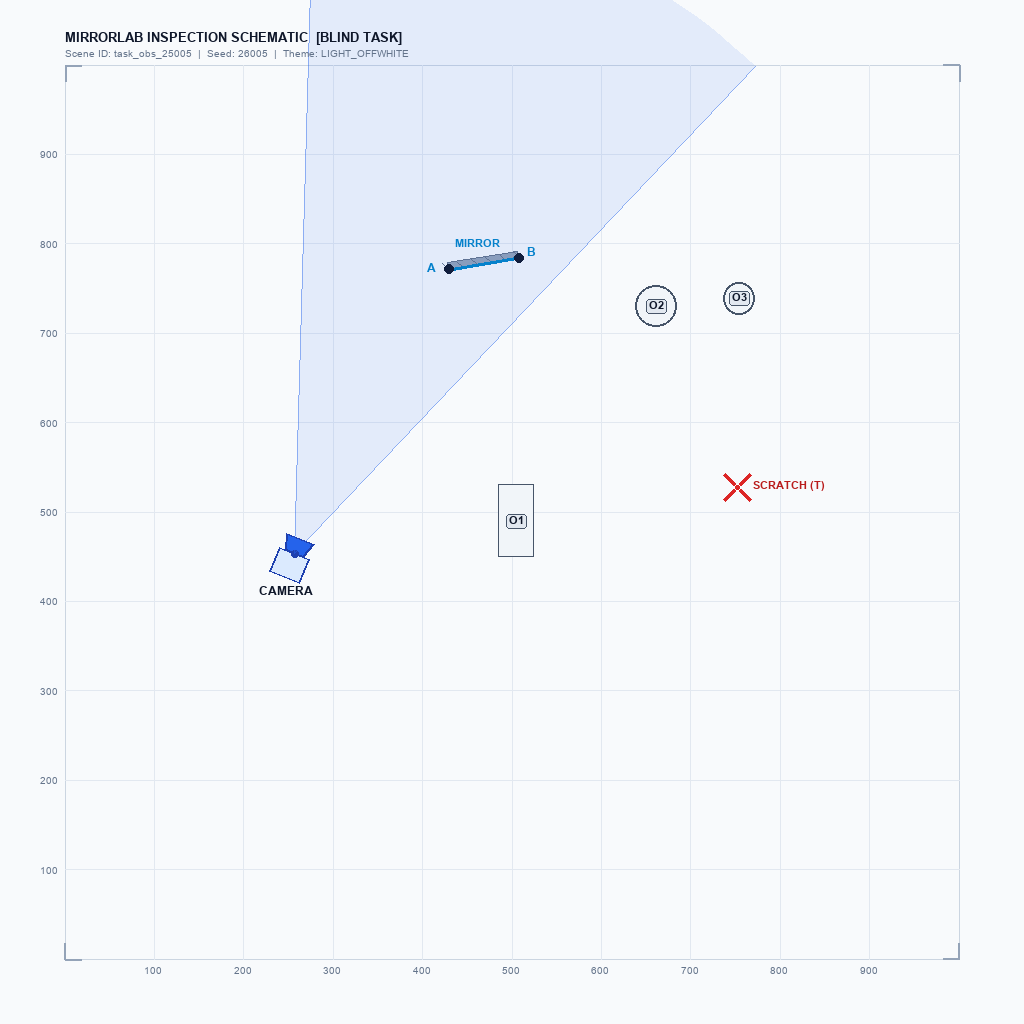 MIRRORLAB INSPECTION SCHEMATIC [BLIND TASK]
Scene ID: task_obs_25005 | Seed: 26005 | Theme: LIGHT_OFFWHITE
900
800
700
600
500
400
300
200
100
MIRROR
A
B
O2
O3
SCRATCH (T)
O1
CAMERA
100
200
300
400
500
600
700
800
900